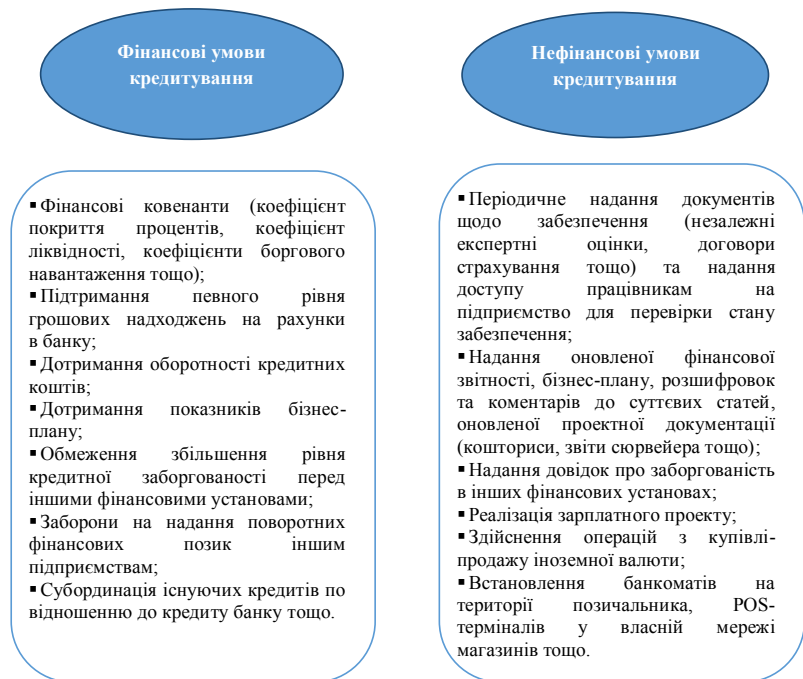 Фінансові умови
кредитування
Нефінансові умови
кредитування
▪Фінансові ковенанти (коефіцієнт
покриття процентів, коефіцієнт
ліквідності, коефіцієнти боргового
навантаження тощо);
▪Підтримання певного рівня
грошових надходжень на рахунки
в банку;
▪Дотримання оборотності кредитних
коштів;
▪Дотримання показників бізнес-
плану;
▪Обмеження збільшення рівня
кредитної заборгованості перед
іншими фінансовими установами;
▪Заборони на надання поворотних
фінансових позик іншим
підприємствам;
▪Субординація існуючих кредитів по
відношенню до кредиту банку тощо.
▪Періодичне надання документів
щодо забезпечення (незалежні
експертні оцінки, договори
страхування тощо) та надання
доступу працівникам на
підприємство для перевірки стану
забезпечення;
▪Надання оновленої фінансової
звітності, бізнес-плану, розшифровок
та коментарів до суттєвих статей,
оновленої проектної документації
(кошториси, звіти сюрвейера тощо);
▪Надання довідок про заборгованість
в інших фінансових установах;
▪Реалізація зарплатного проекту;
▪Здійснення операцій з купівлі-
продажу іноземної валюти;
▪Встановлення банкоматів на
території позичальника, POS-
терміналів у власній мережі
магазинів тощо.